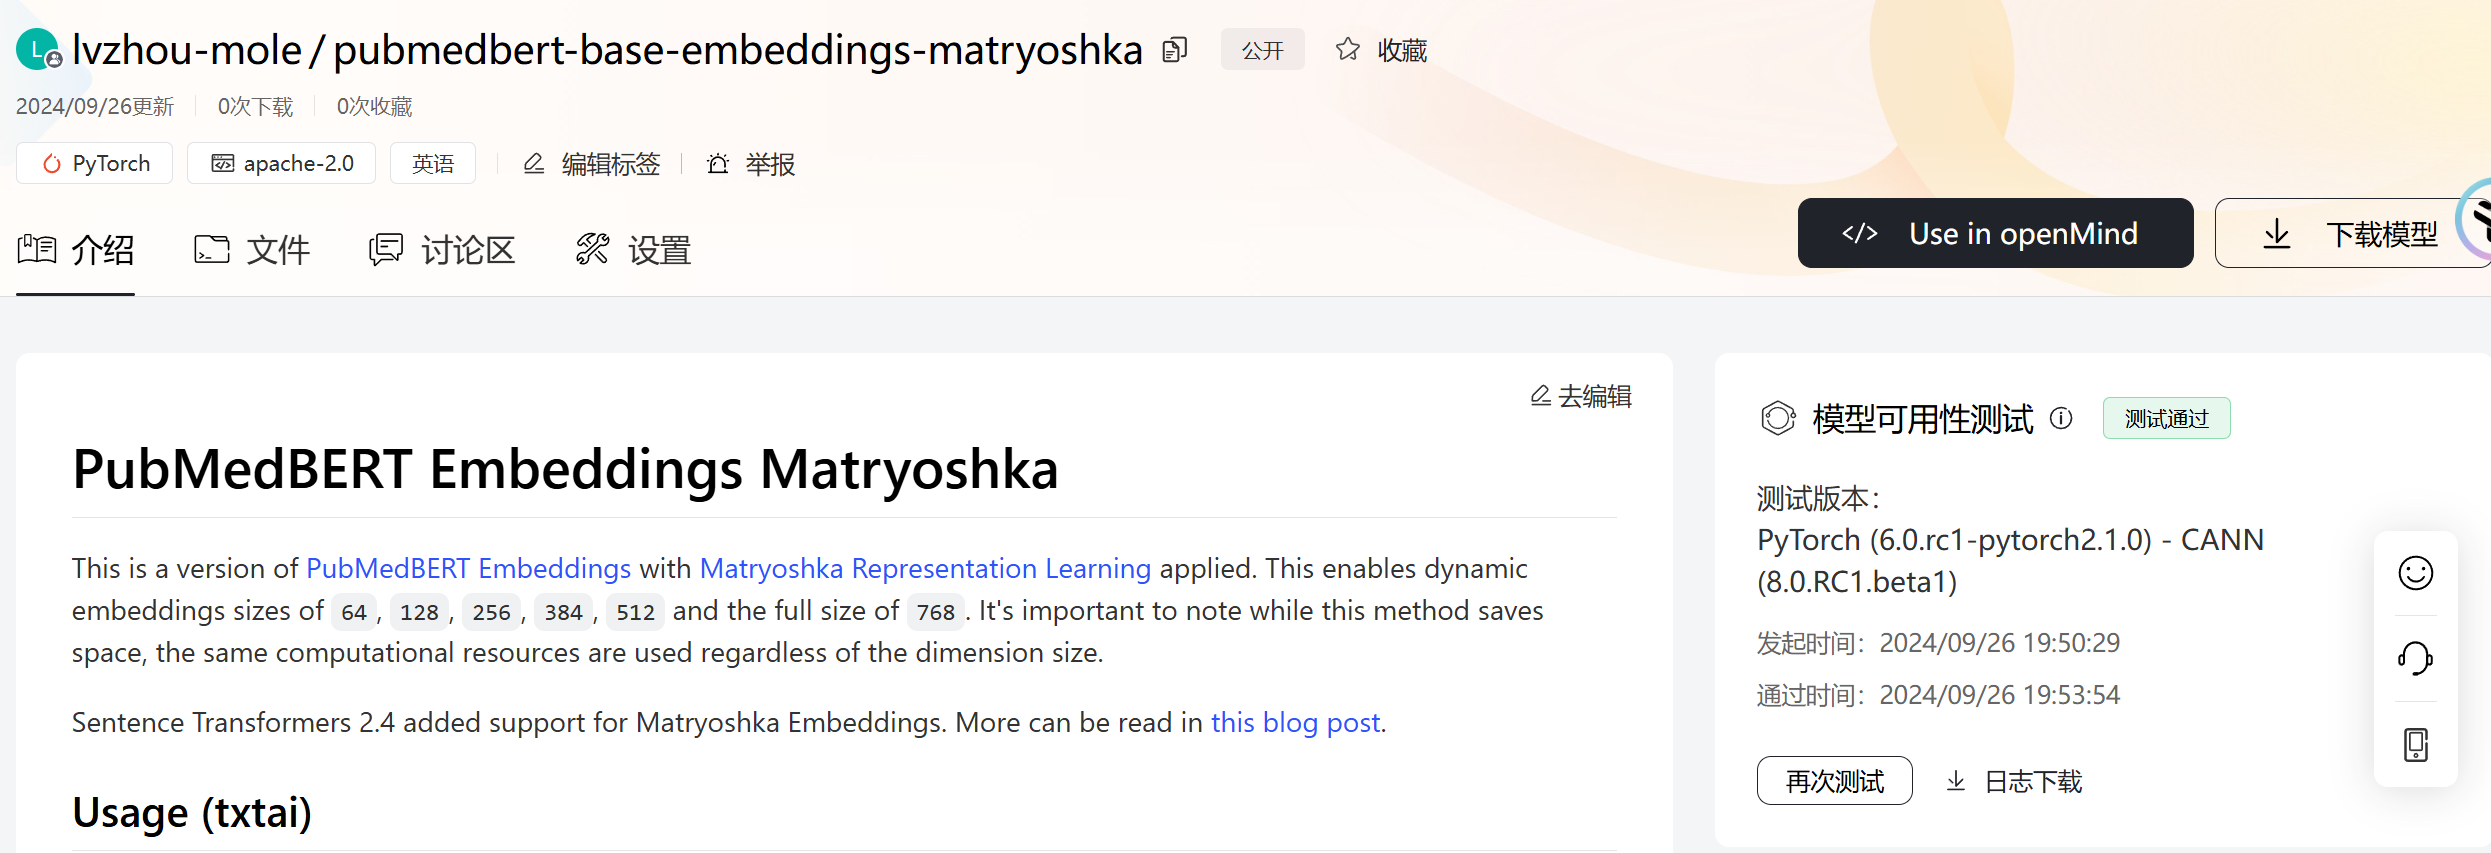 L lvzhou-mole / pubmedbert-base-embeddings-matryoshka 公开 收藏
2024/09/26更新 0次下载 0次收藏
PyTorch apache-2.0 英语 编辑标签 举报
介绍 文件 讨论区 设置
Use in openMind 下载模型
去编辑
PubMedBERT Embeddings Matryoshka
This is a version of PubMedBERT Embeddings with Matryoshka Representation Learning applied. This enables dynamic
embeddings sizes of 64, 128, 256, 384, 512 and the full size of 768. It's important to note while this method saves
space, the same computational resources are used regardless of the dimension size.
Sentence Transformers 2.4 added support for Matryoshka Embeddings. More can be read in this blog post.
Usage (txtai)
模型可用性测试 测试通过
测试版本：
PyTorch (6.0.rc1-pytorch2.1.0) - CANN
(8.0.RC1.beta1)
发起时间：2024/09/26 19:50:29
通过时间：2024/09/26 19:53:54
再次测试 日志下载